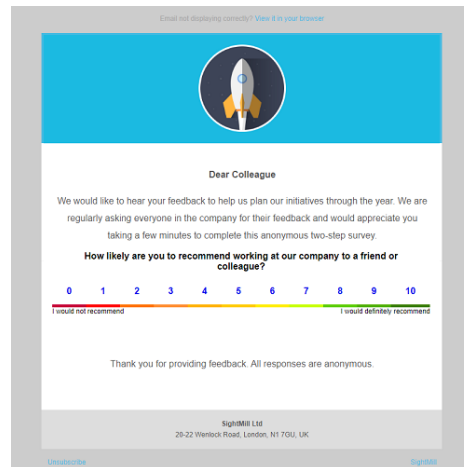 Email not displaying correctly? View it in your browser
Dear Colleague
We would like to hear your feedback to help us plan our initiatives through the year. We are
regularly asking everyone in the company for their feedback and would appreciate you
taking a few minutes to complete this anonymous two-step survey.
How likely are you to recommend working at our company to a friend or
colleague?
0 1 2 3 4 5 6 7 8 9 10
I would not recommend I would definitely recommend
Thank you for providing feedback. All responses are anonymous.
SightMill Ltd
20-22 Wenlock Road, London, N1 7GU, UK
Unsubscribe SightMill